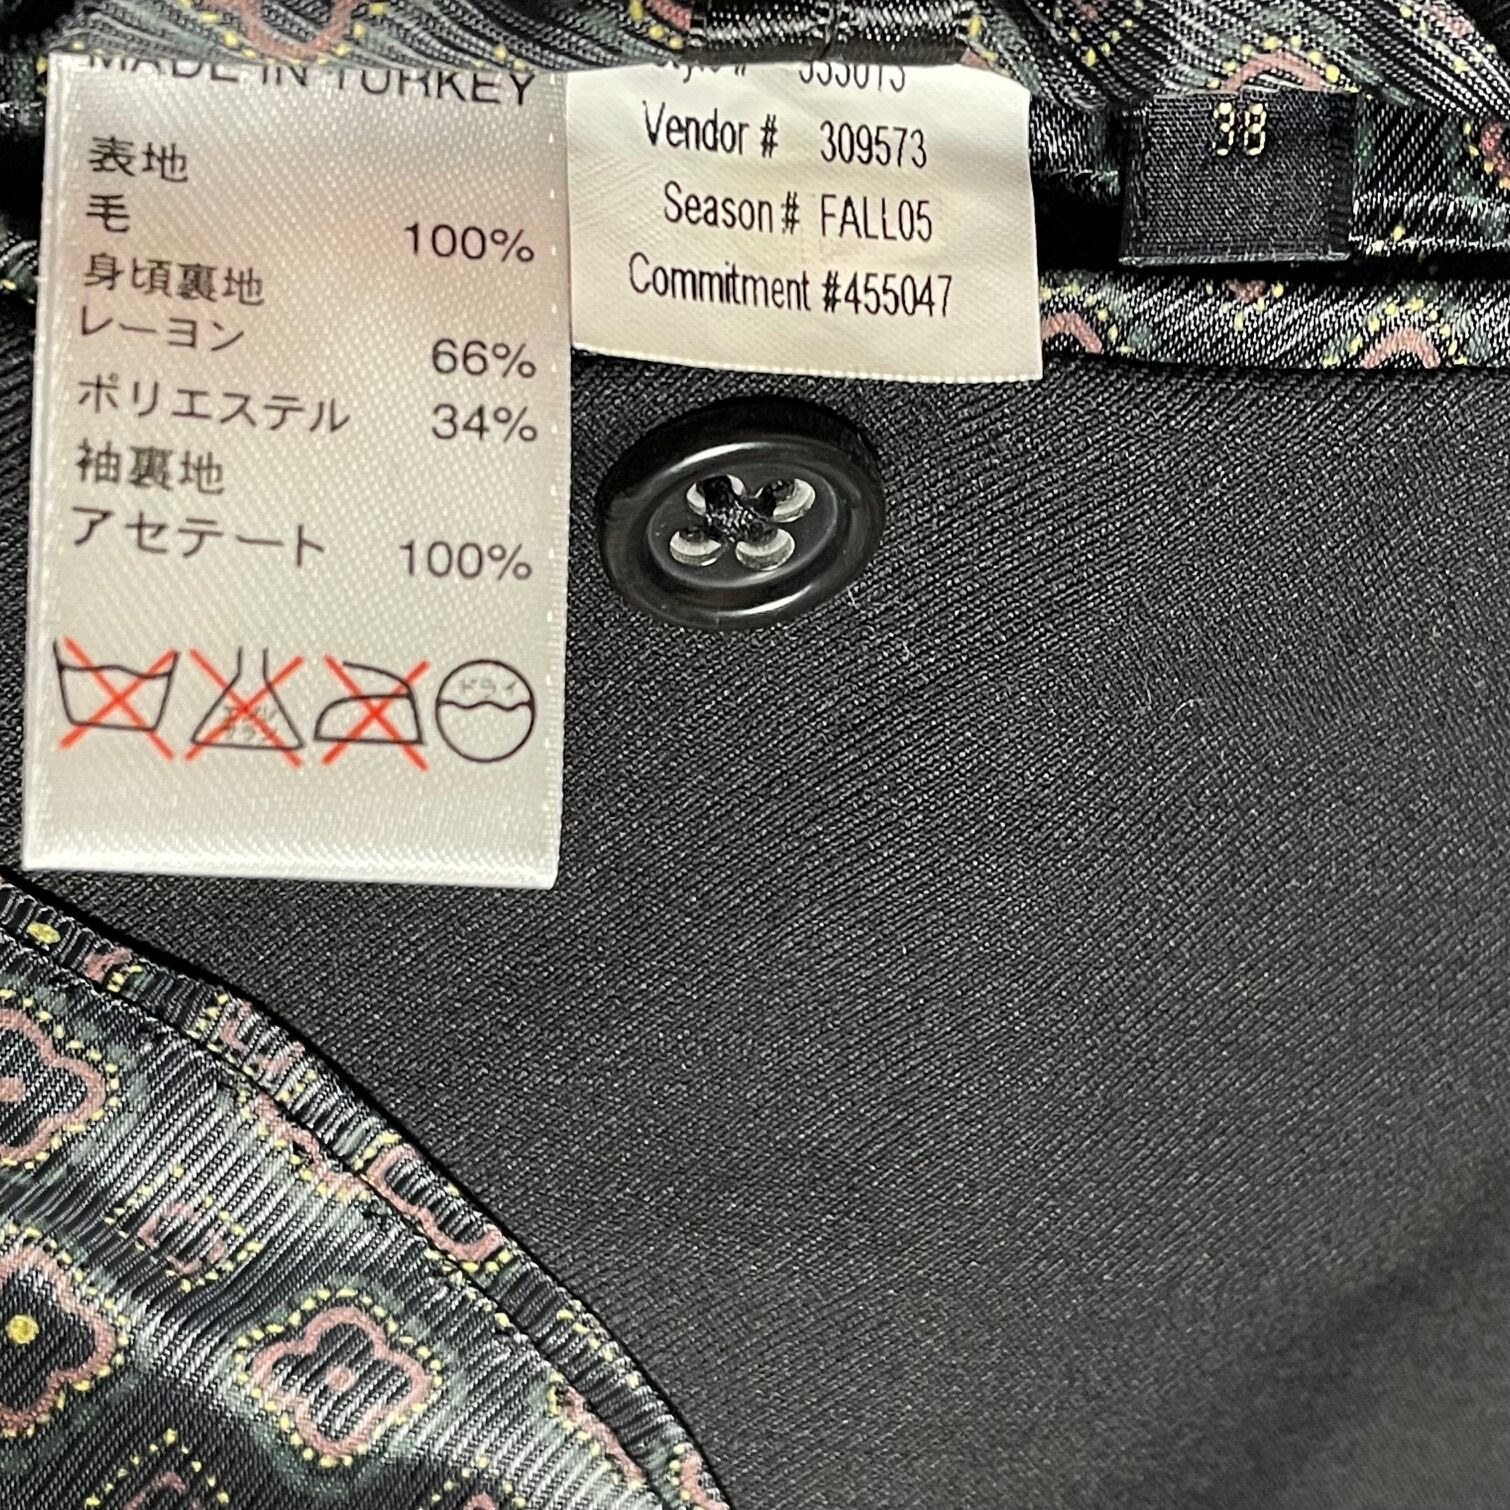 MADE IN TURKEY
表地
毛
100%
身頃裏地
レーヨン
66%
ポリエステル 34%
袖裏地
アセテート 100%
ドライ
Vendor # 309573
Season # FALL05
Commitment #455047
38